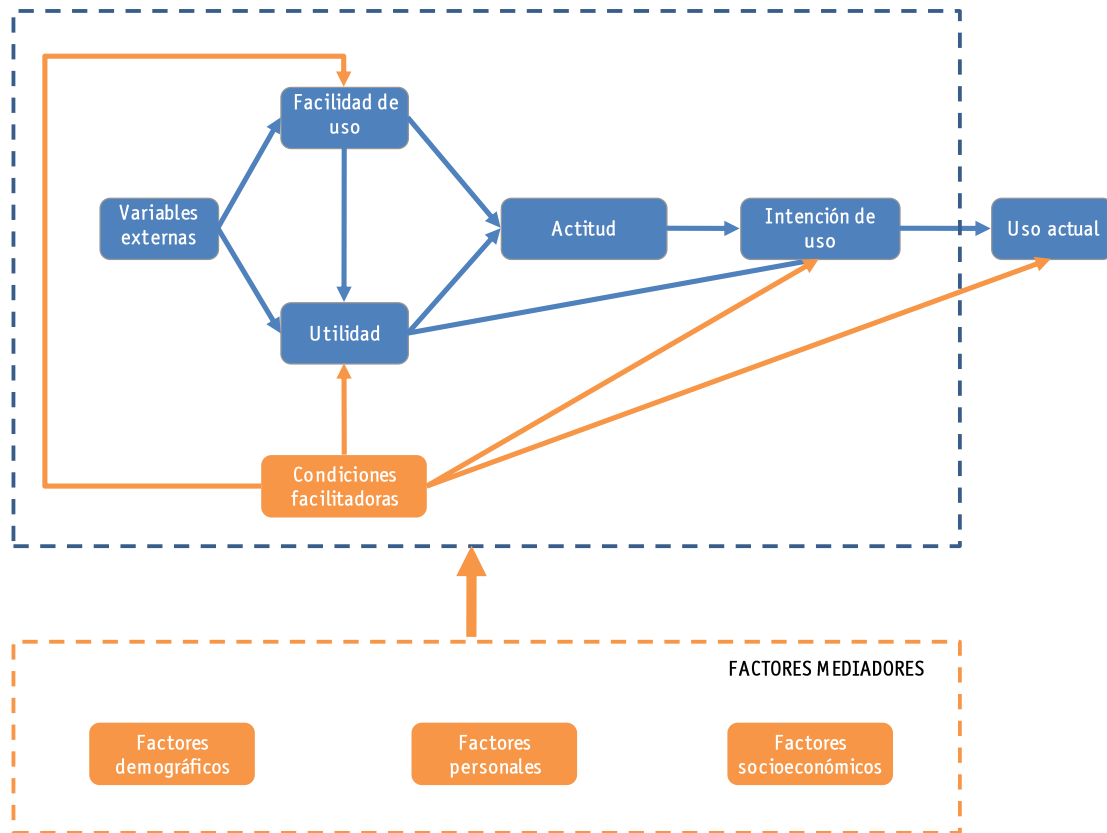 Facilidad de
uso
Variables
externas
Actitud
Intención de
uso
Uso actual
Utilidad
Condiciones
facilitadoras
FACTORES MEDIADORES
Factores
demográficos
Factores
personales
Factores
socioeconómicos